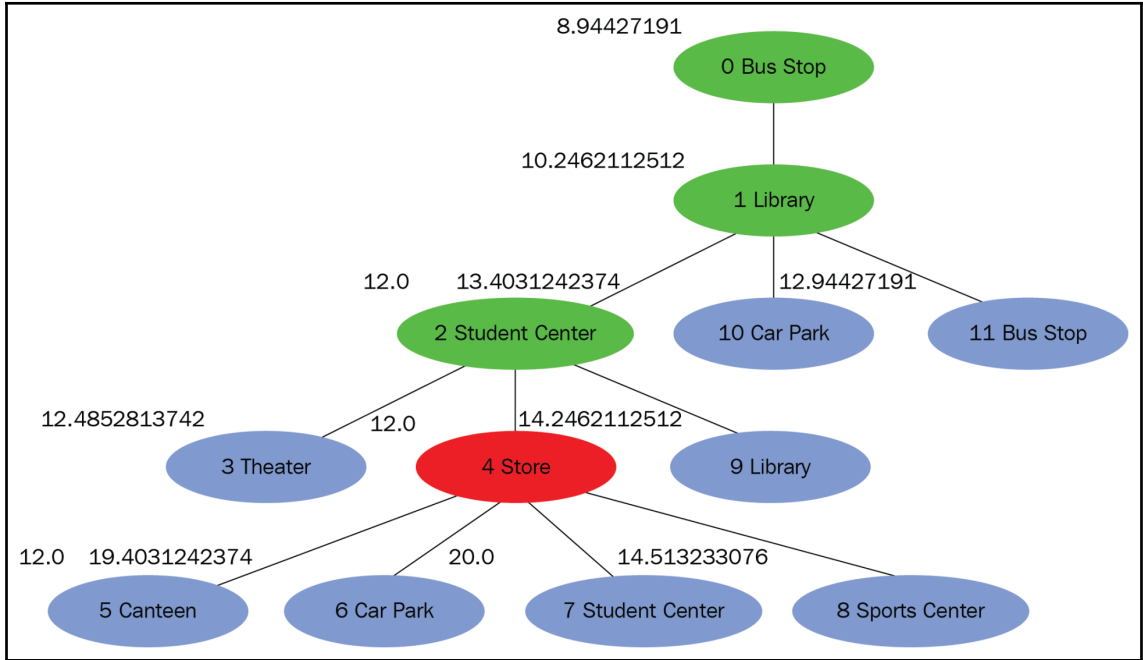 8.94427191
0 Bus Stop
10.2462112512
1 Library
12.0 13.4031242374 12.94427191
2 Student Center 10 Car Park 11 Bus Stop
12.4852813742 12.0 14.2462112512
3 Theater 4 Store 9 Library
12.0 19.4031242374 20.0 14.513233076
5 Canteen 6 Car Park 7 Student Center 8 Sports Center